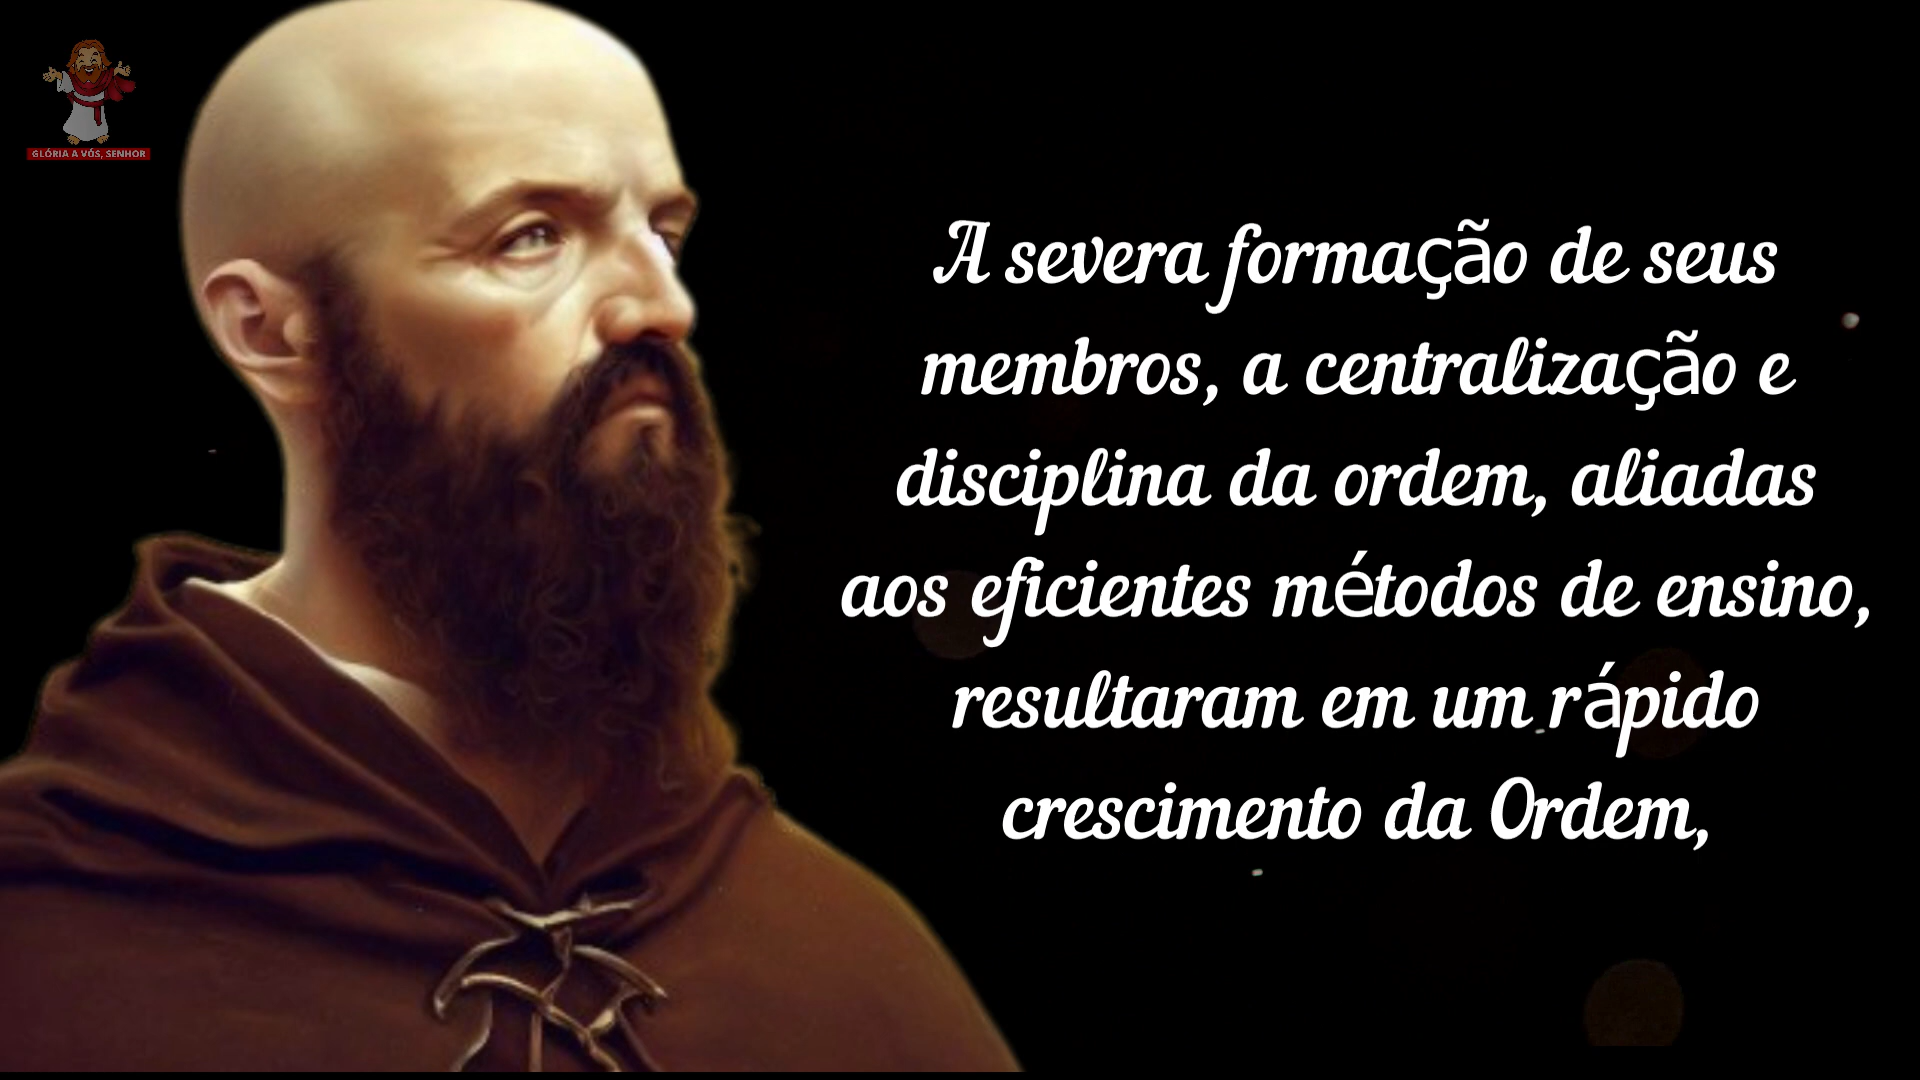 GLÓRIA A VÓS, SENHOR
A severa formação de seus
membros, a centralização e
disciplina da ordem, aliadas
aos eficientes métodos de ensino,
resultaram em um rápido
crescimento da Ordem,